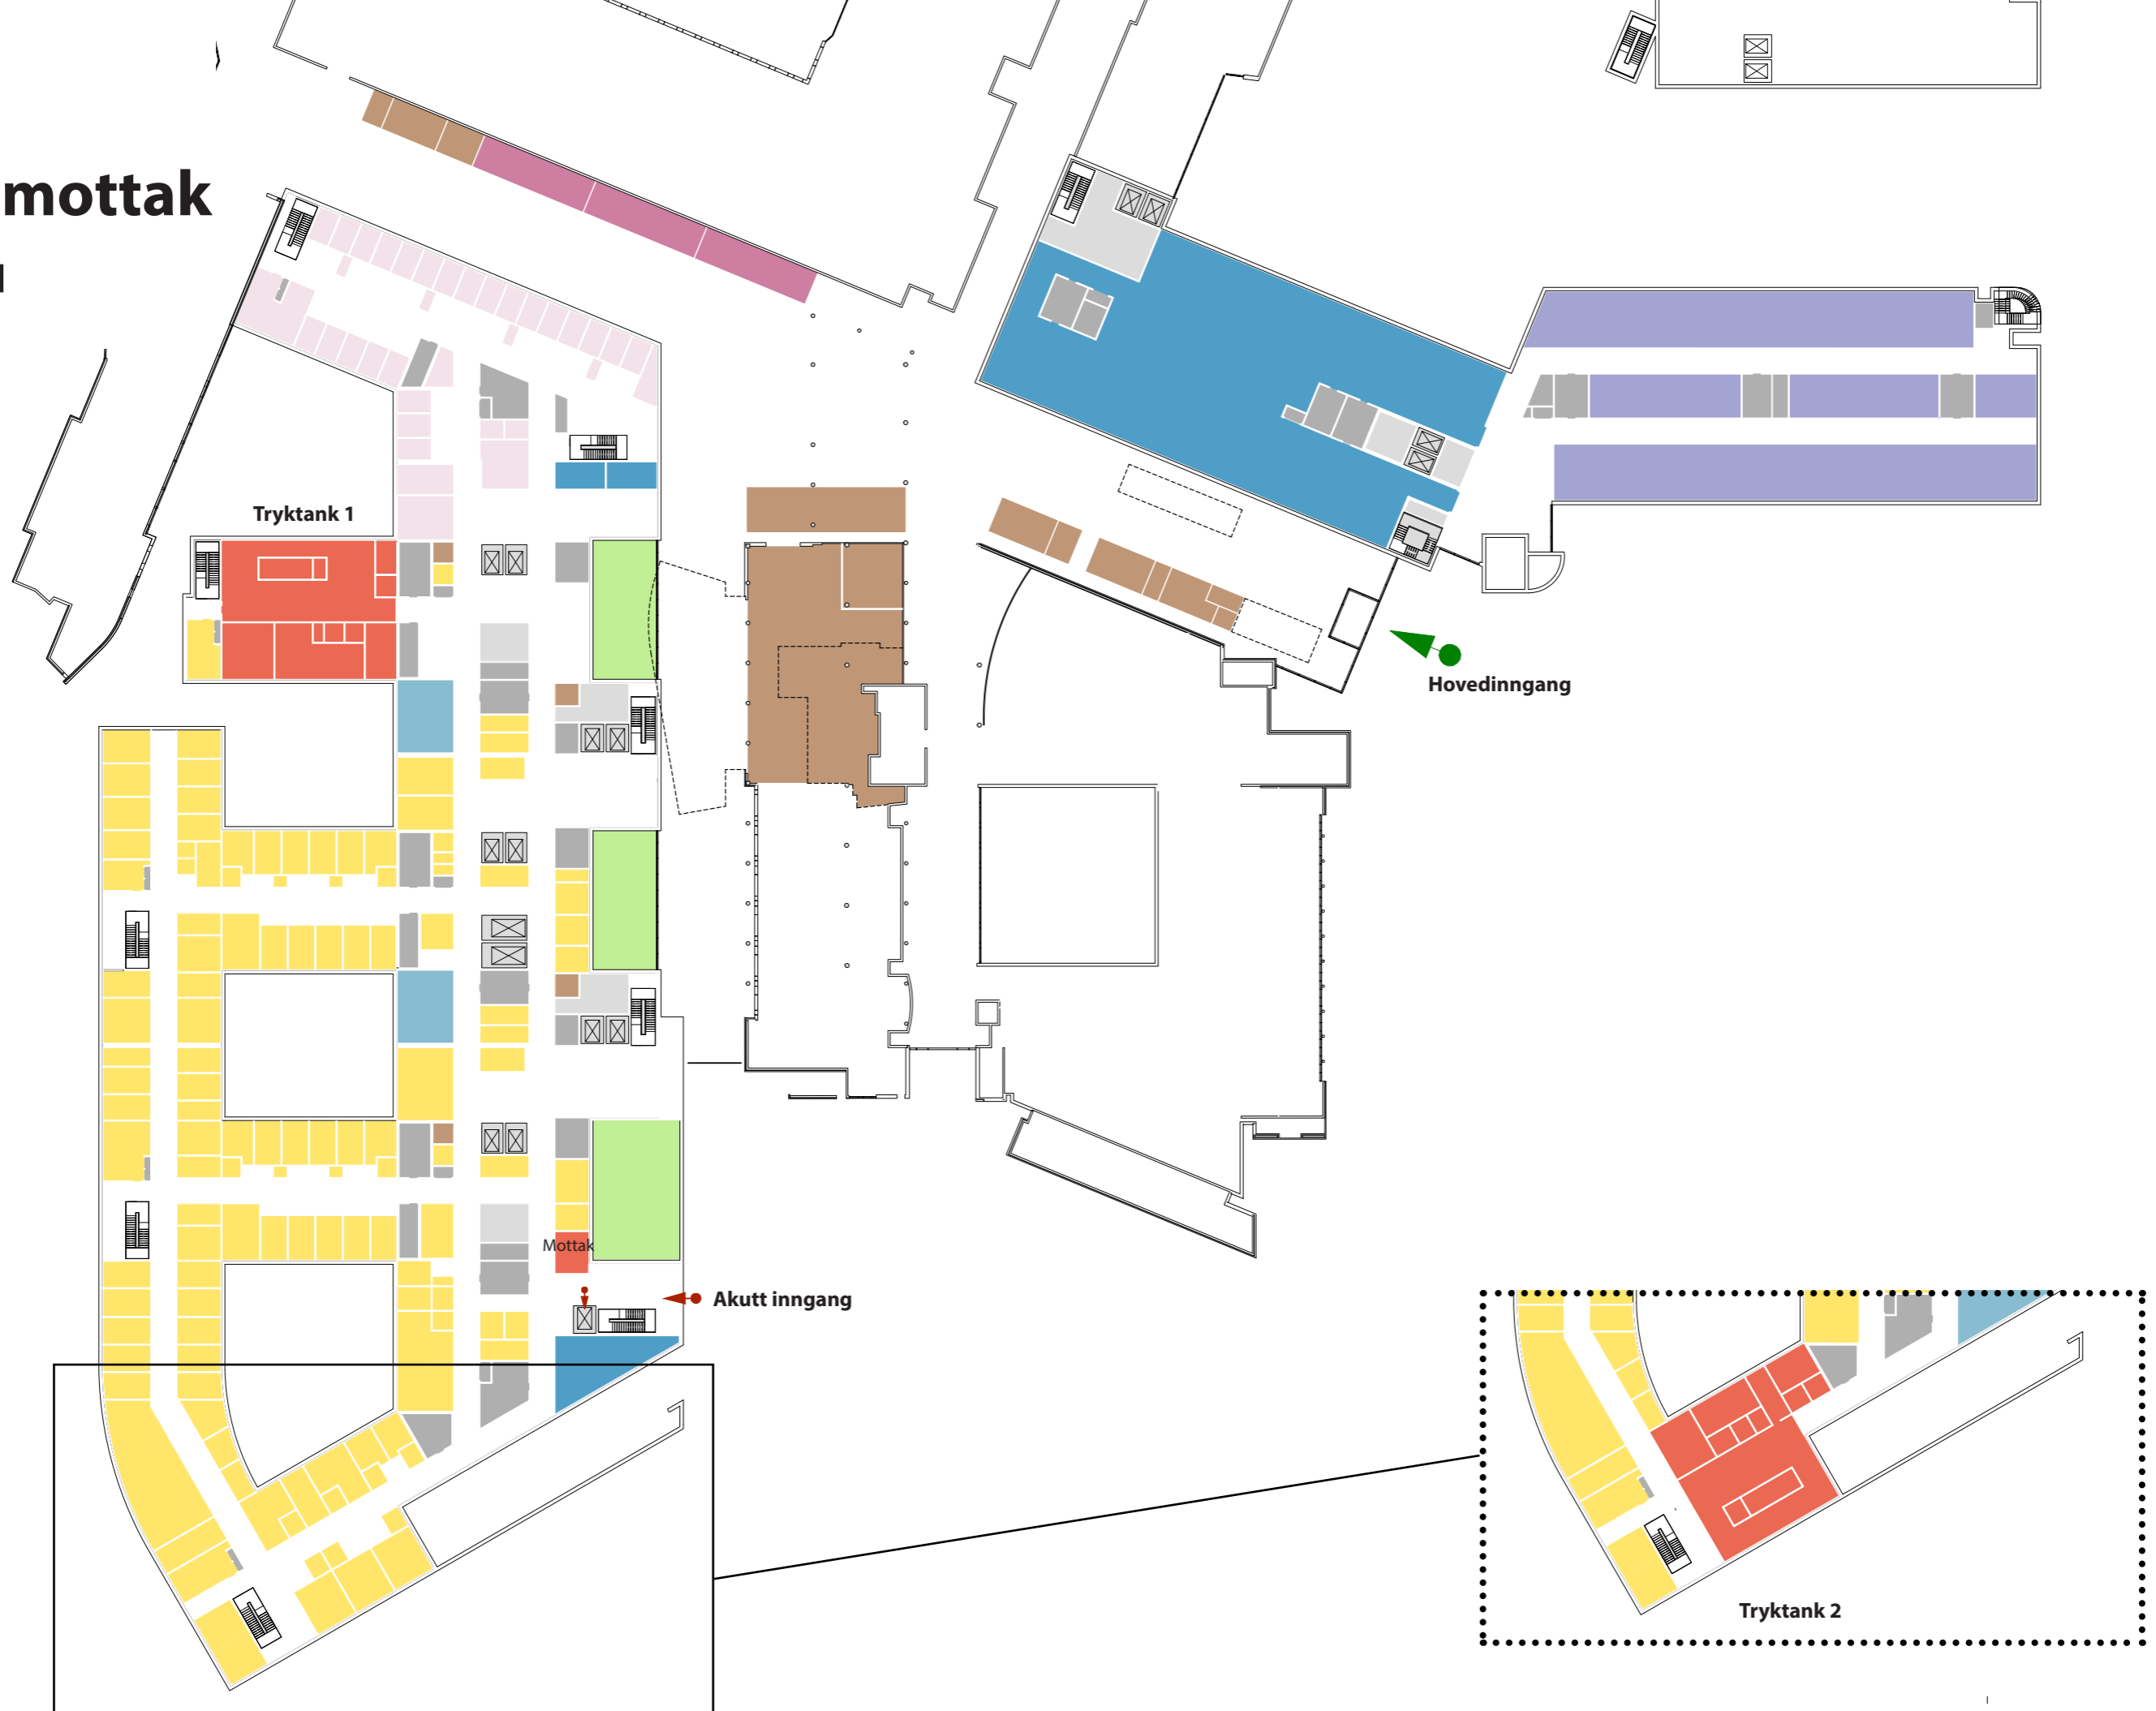 mottak
Tryktank 1
Hovedinngang
Mottak
Akutt inngang
Tryktank 2